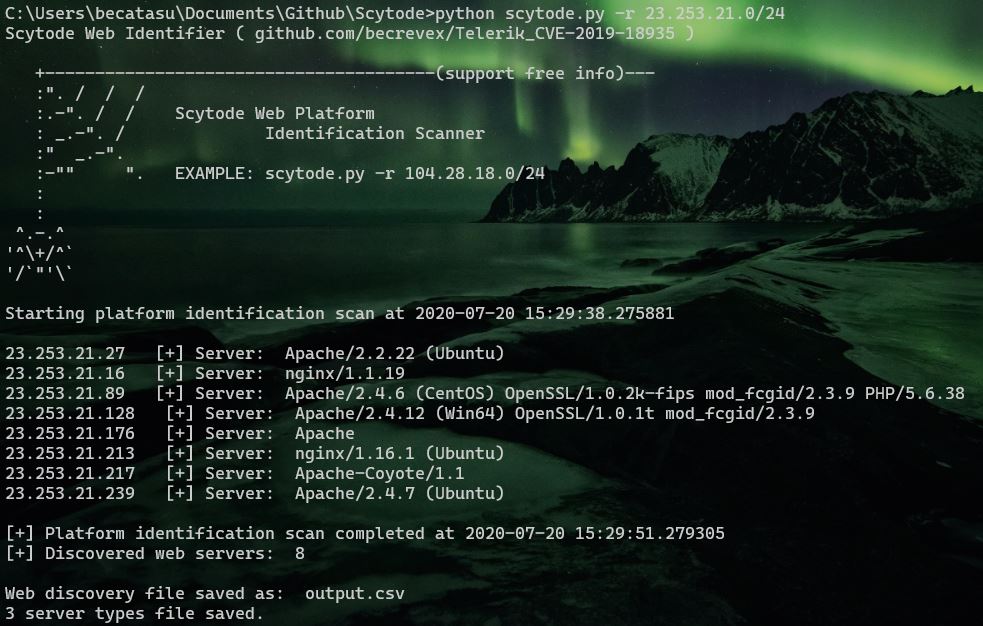 C:\Users\becatasu\Documents\Github\Scytode>python scytode.py -r 23.253.21.0/24
Scytode Web Identifier ( github.com/becrevex/Telerik_CVE-2019-18935 )
+---------------------------------------(support free info)---
:". /  /  /
:.-". /  /    Scytode Web Platform
: _.-". /              Identification Scanner
:"  _.-".
:-""     ".   EXAMPLE: scytode.py -r 104.28.18.0/24
:
:
^.-.^
'^\+/^`
'/`"'\`
Starting platform identification scan at 2020-07-20 15:29:38.275881
23.253.21.27   [+] Server:  Apache/2.2.22 (Ubuntu)
23.253.21.16   [+] Server:  nginx/1.1.19
23.253.21.89   [+] Server:  Apache/2.4.6 (CentOS) OpenSSL/1.0.2k-fips mod_fcgid/2.3.9 PHP/5.6.38
23.253.21.128   [+] Server:  Apache/2.4.12 (Win64) OpenSSL/1.0.1t mod_fcgid/2.3.9
23.253.21.176   [+] Server:  Apache
23.253.21.213   [+] Server:  nginx/1.16.1 (Ubuntu)
23.253.21.217   [+] Server:  Apache-Coyote/1.1
23.253.21.239   [+] Server:  Apache/2.4.7 (Ubuntu)
[+] Platform identification scan completed at 2020-07-20 15:29:51.279305
[+] Discovered web servers:  8
Web discovery file saved as:  output.csv
3 server types file saved.